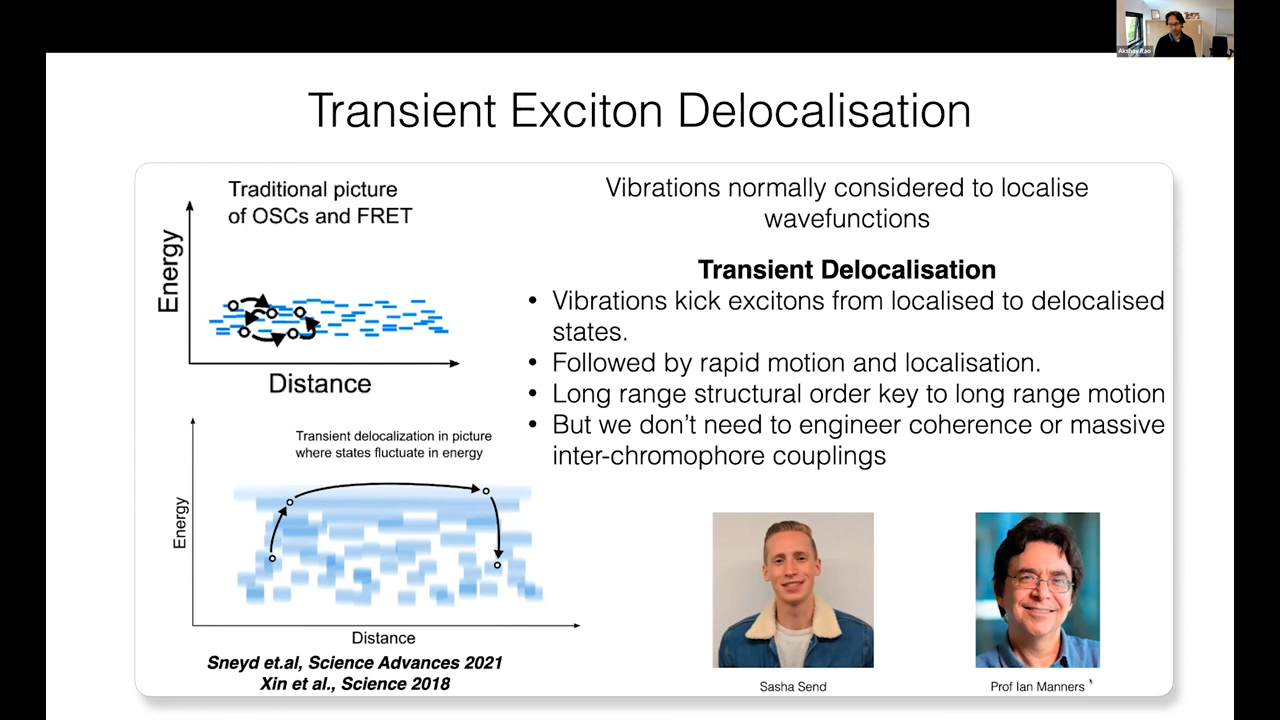 Akshay Rao
Transient Exciton Delocalisation
Traditional picture
of OSCs and FRET
Energy
Distance
Transient delocalization in picture
where states fluctuate in energy
Energy
Distance
Sneyd et.al, Science Advances 2021
Xin et al., Science 2018
Vibrations normally considered to localise
wavefunctions
Transient Delocalisation
• Vibrations kick excitons from localised to delocalised
states.
• Followed by rapid motion and localisation.
• Long range structural order key to long range motion
• But we don’t need to engineer coherence or massive
inter-chromophore couplings
Sasha Send
Prof Ian Manners